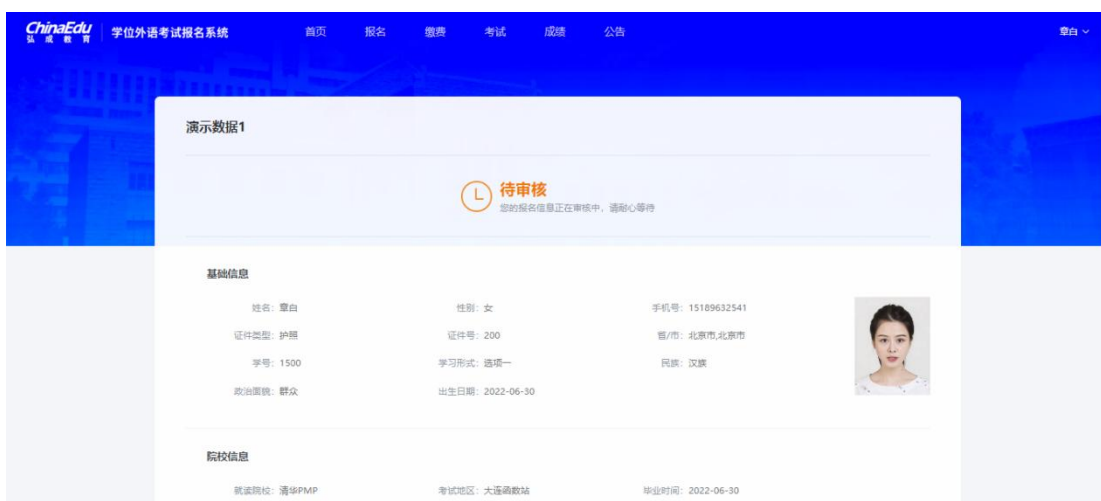 ChinaEdu 弘成教育 学位外语考试报名系统 首页 报名 缴费 考试 成绩 公告 章白
演示数据1
待审核
您的报名信息正在审核中，请耐心等待
基础信息
姓名：章白 性别：女 手机号：15189632541
证件类型：护照 证件号：200 省/市：北京市,北京市
学号：1500 学习形式：选项一 民族：汉族
政治面貌：群众 出生日期：2022-06-30
院校信息
就读院校：清华PMP 考试地区：大连函数站 毕业时间：2022-06-30